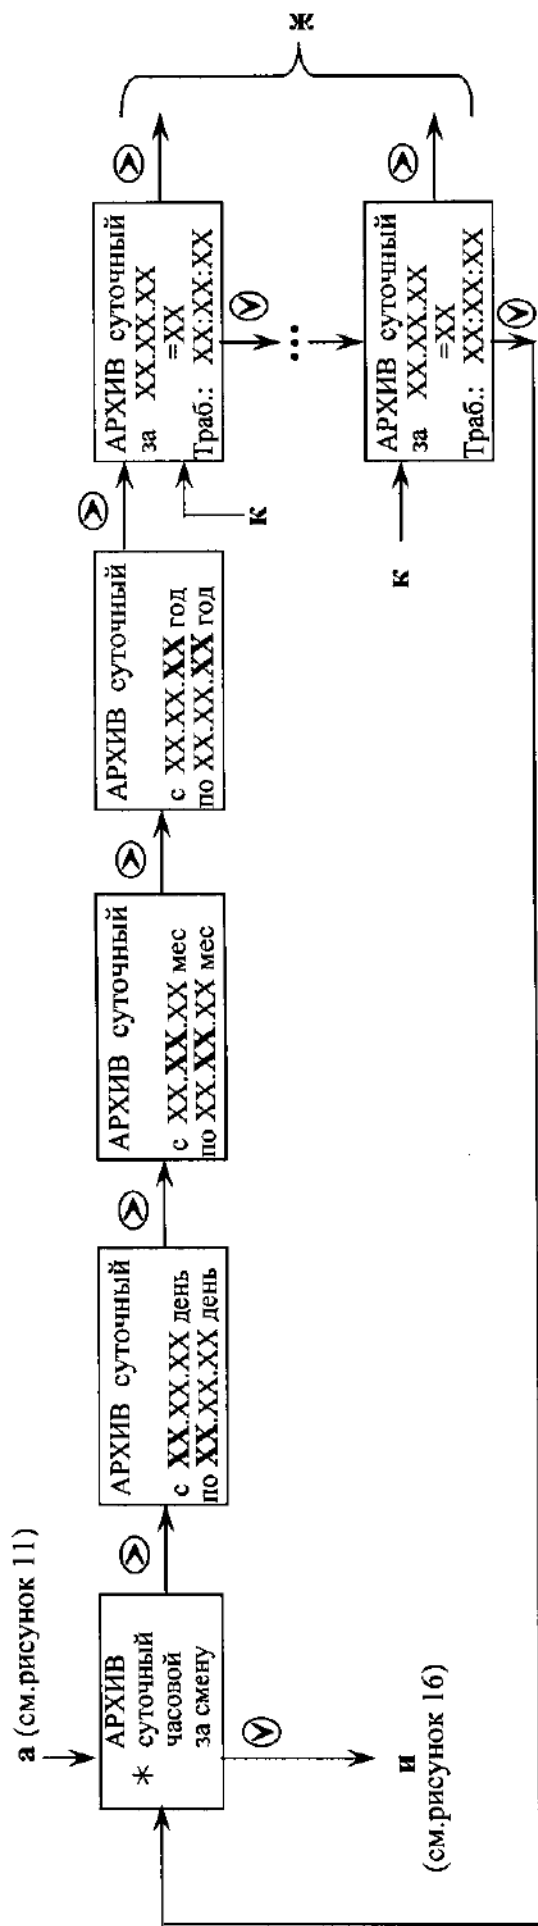 а (см.рисунок 11)
АРХИВ
* суточный
часовой
за смену
и
(см.рисунок 16)
АРХИВ суточный
с XX.XX.XX день
по XX.XX.XX день
АРХИВ суточный
с XX.XX.XX мес
по XX.XX.XX мес
АРХИВ суточный
с XX.XX.XX год
по XX.XX.XX год
АРХИВ суточный
за XX.XX.XX
=XX
Траб.: XX:XX:XX
к
...
АРХИВ суточный
за XX.XX.XX
=XX
Траб.: XX:XX:XX
к
ж